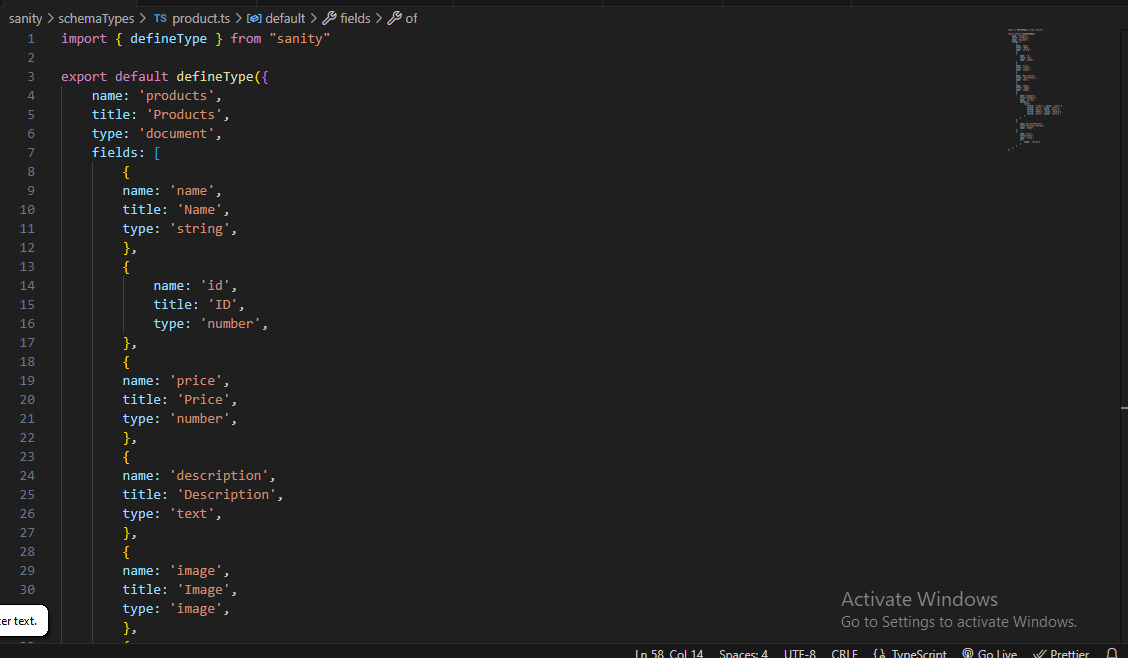 sanity > schemaTypes > TS product.ts > default > fields > of
1 import { defineType } from "sanity"
2
3 export default defineType({
4 name: 'products',
5 title: 'Products',
6 type: 'document',
7 fields: [
8 {
9 name: 'name',
10 title: 'Name',
11 type: 'string',
12 },
13 {
14 name: 'id',
15 title: 'ID',
16 type: 'number',
17 },
18 {
19 name: 'price',
20 title: 'Price',
21 type: 'number',
22 },
23 {
24 name: 'description',
25 title: 'Description',
26 type: 'text',
27 },
28 {
29 name: 'image',
30 title: 'Image',
type: 'image',
},
er text.
Activate Windows
Go to Settings to activate Windows.
Ln 58, Col 14 Spaces: 4 UTF-8 CRLF {} TypeScript Go Live Prettier